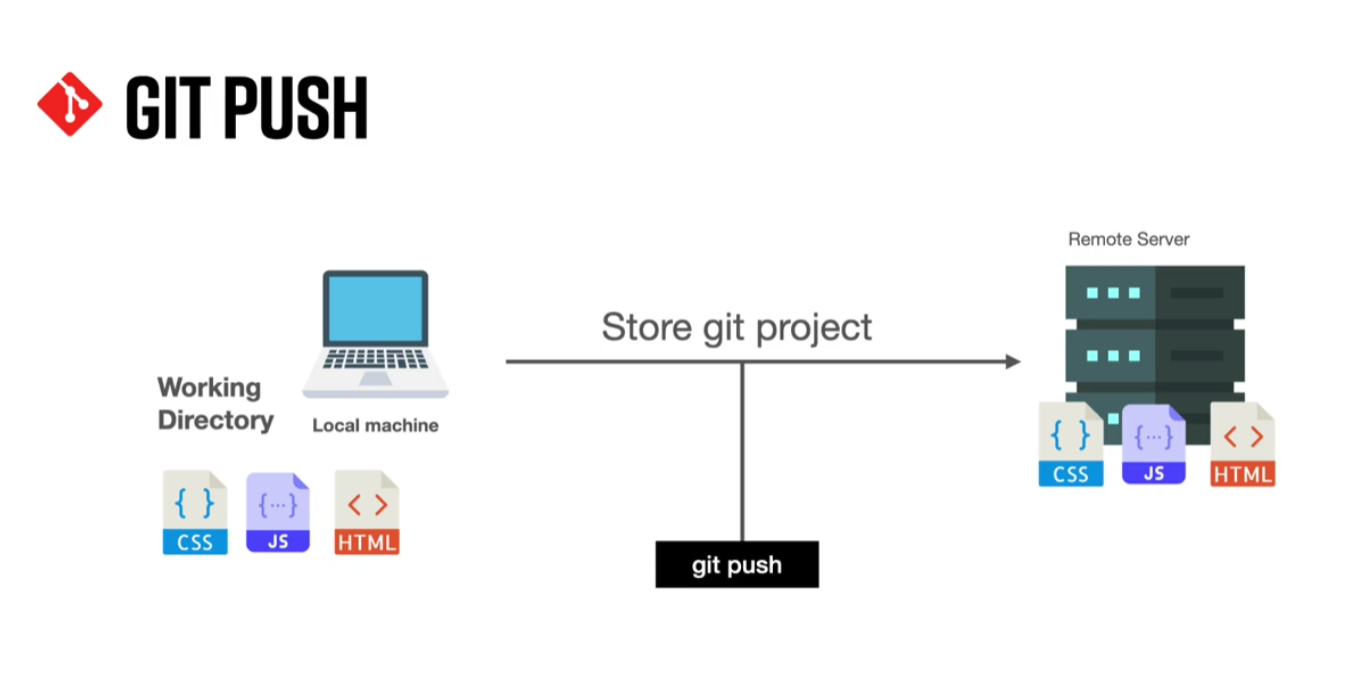 GIT PUSH
Remote Server
Store git project
Working
Directory
Local machine
{ } CSS
{...} JS
< > HTML
{ } CSS
{...} JS
< > HTML
git push